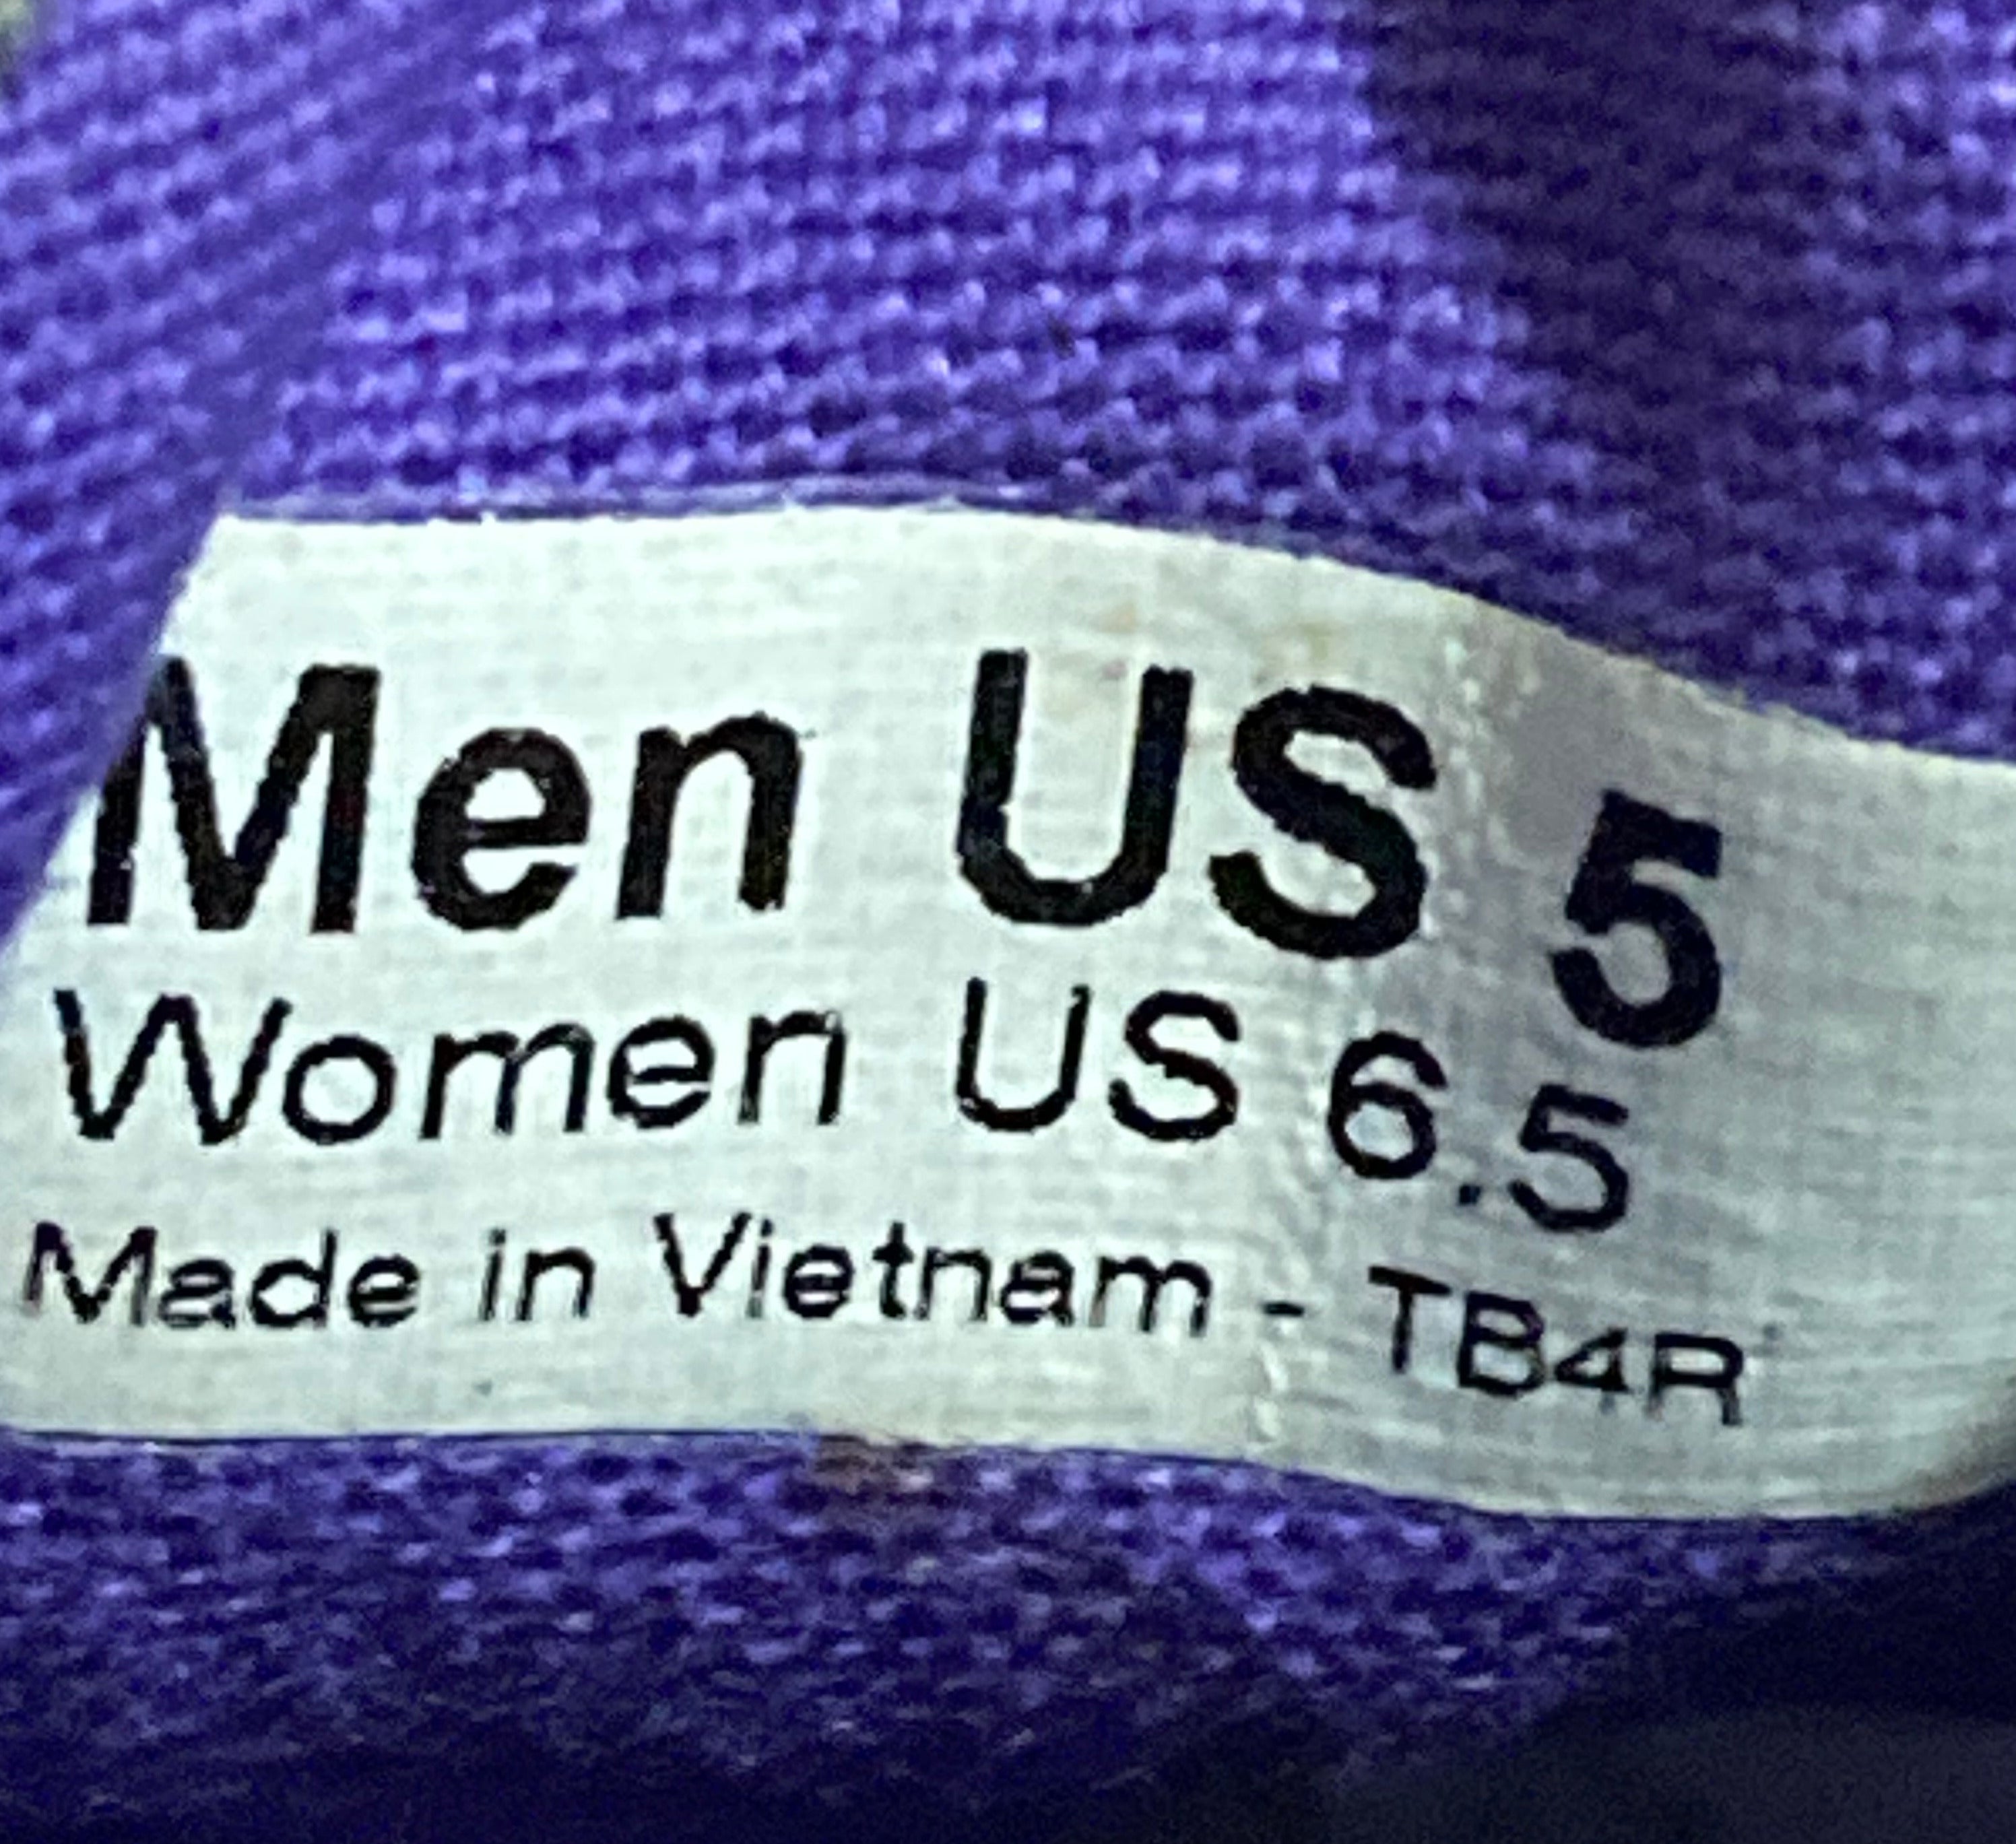 Men US 5
Women US 6.5
Made in Vietnam - TB4R